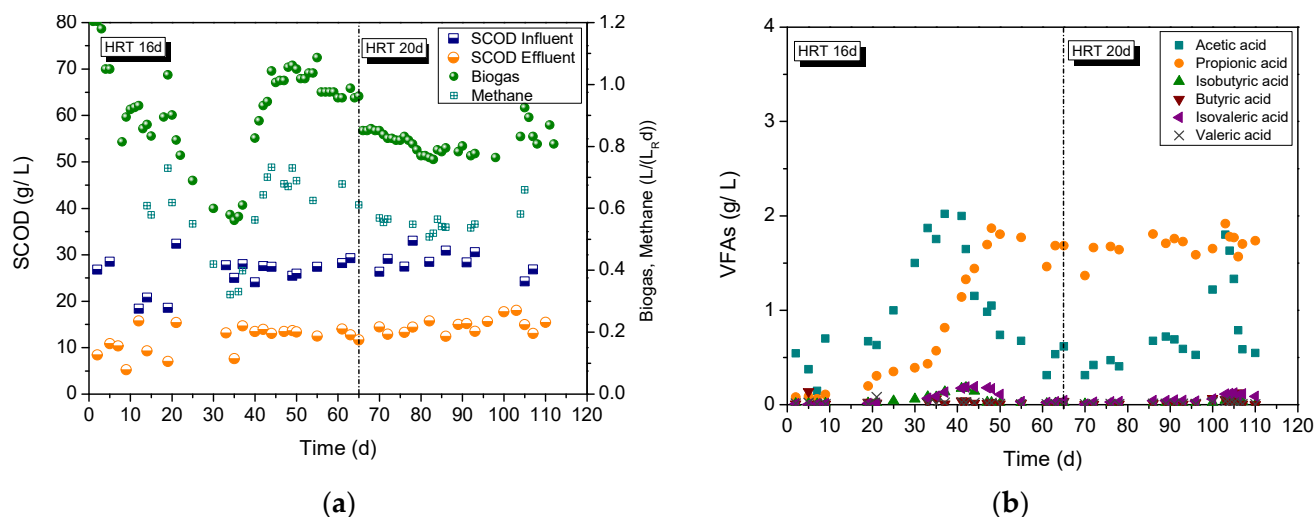 HRT 16d
HRT 20d
SCOD Influent
SCOD Effluent
Biogas
Methane
80
70
60
50
40
30
20
10
0
SCOD (g/ L)
1.2
1.0
0.8
0.6
0.4
0.2
0.0
Biogas, Methane (L/(L_R d))
0 10 20 30 40 50 60 70 80 90 100 110 120
Time (d)
(a)
HRT 16d
HRT 20d
Acetic acid
Propionic acid
Isobutyric acid
Butyric acid
Isovaleric acid
Valeric acid
4
3
2
1
0
VFAs (g/ L)
0 10 20 30 40 50 60 70 80 90 100 110 120
Time (d)
(b)